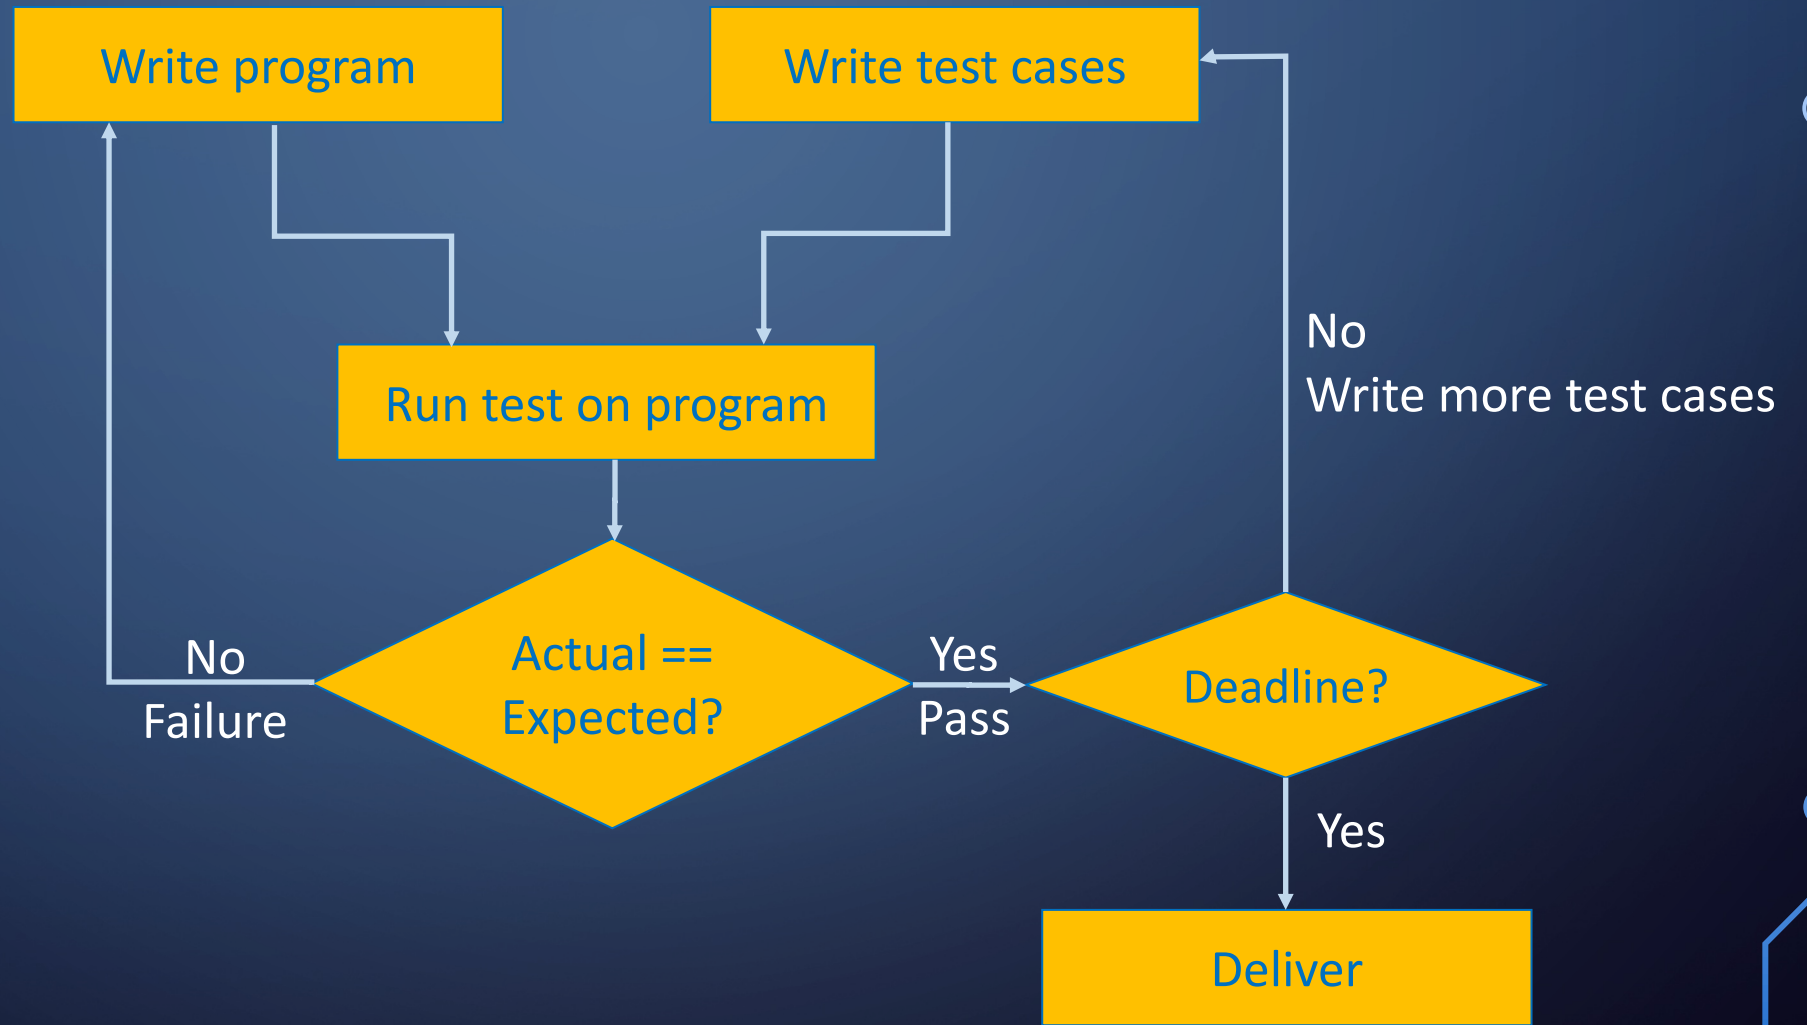 Write program
Write test cases
No
Write more test cases
Run test on program
No
Failure
Actual ==
Expected?
Yes
Pass
Deadline?
Yes
Deliver